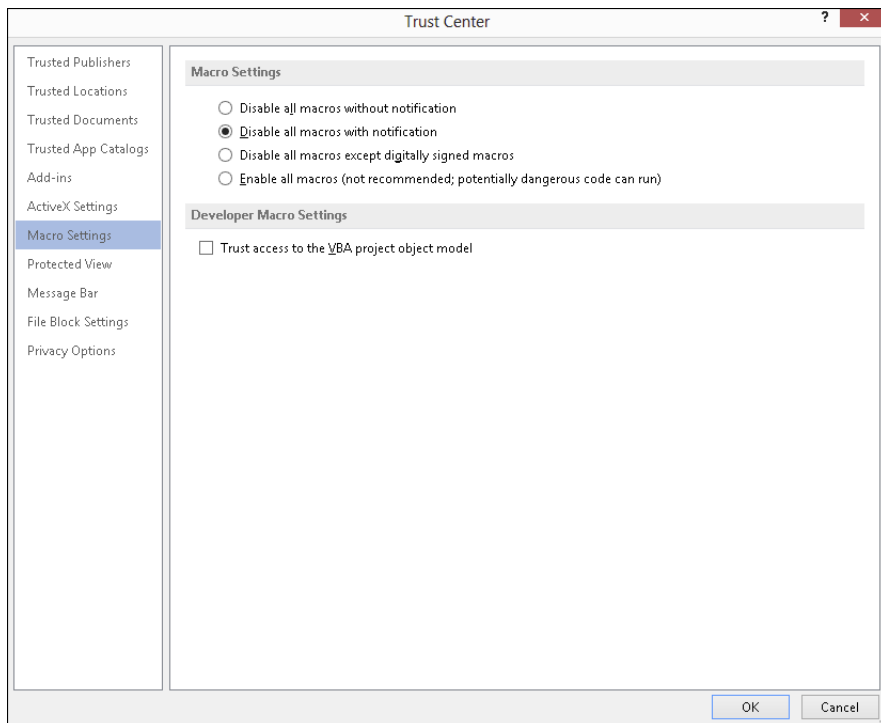 Trust Center
?
Trusted Publishers
Trusted Locations
Trusted Documents
Trusted App Catalogs
Add-ins
ActiveX Settings
Macro Settings
Protected View
Message Bar
File Block Settings
Privacy Options
Macro Settings
Disable all macros without notification
Disable all macros with notification
Disable all macros except digitally signed macros
Enable all macros (not recommended; potentially dangerous code can run)
Developer Macro Settings
Trust access to the VBA project object model
OK
Cancel